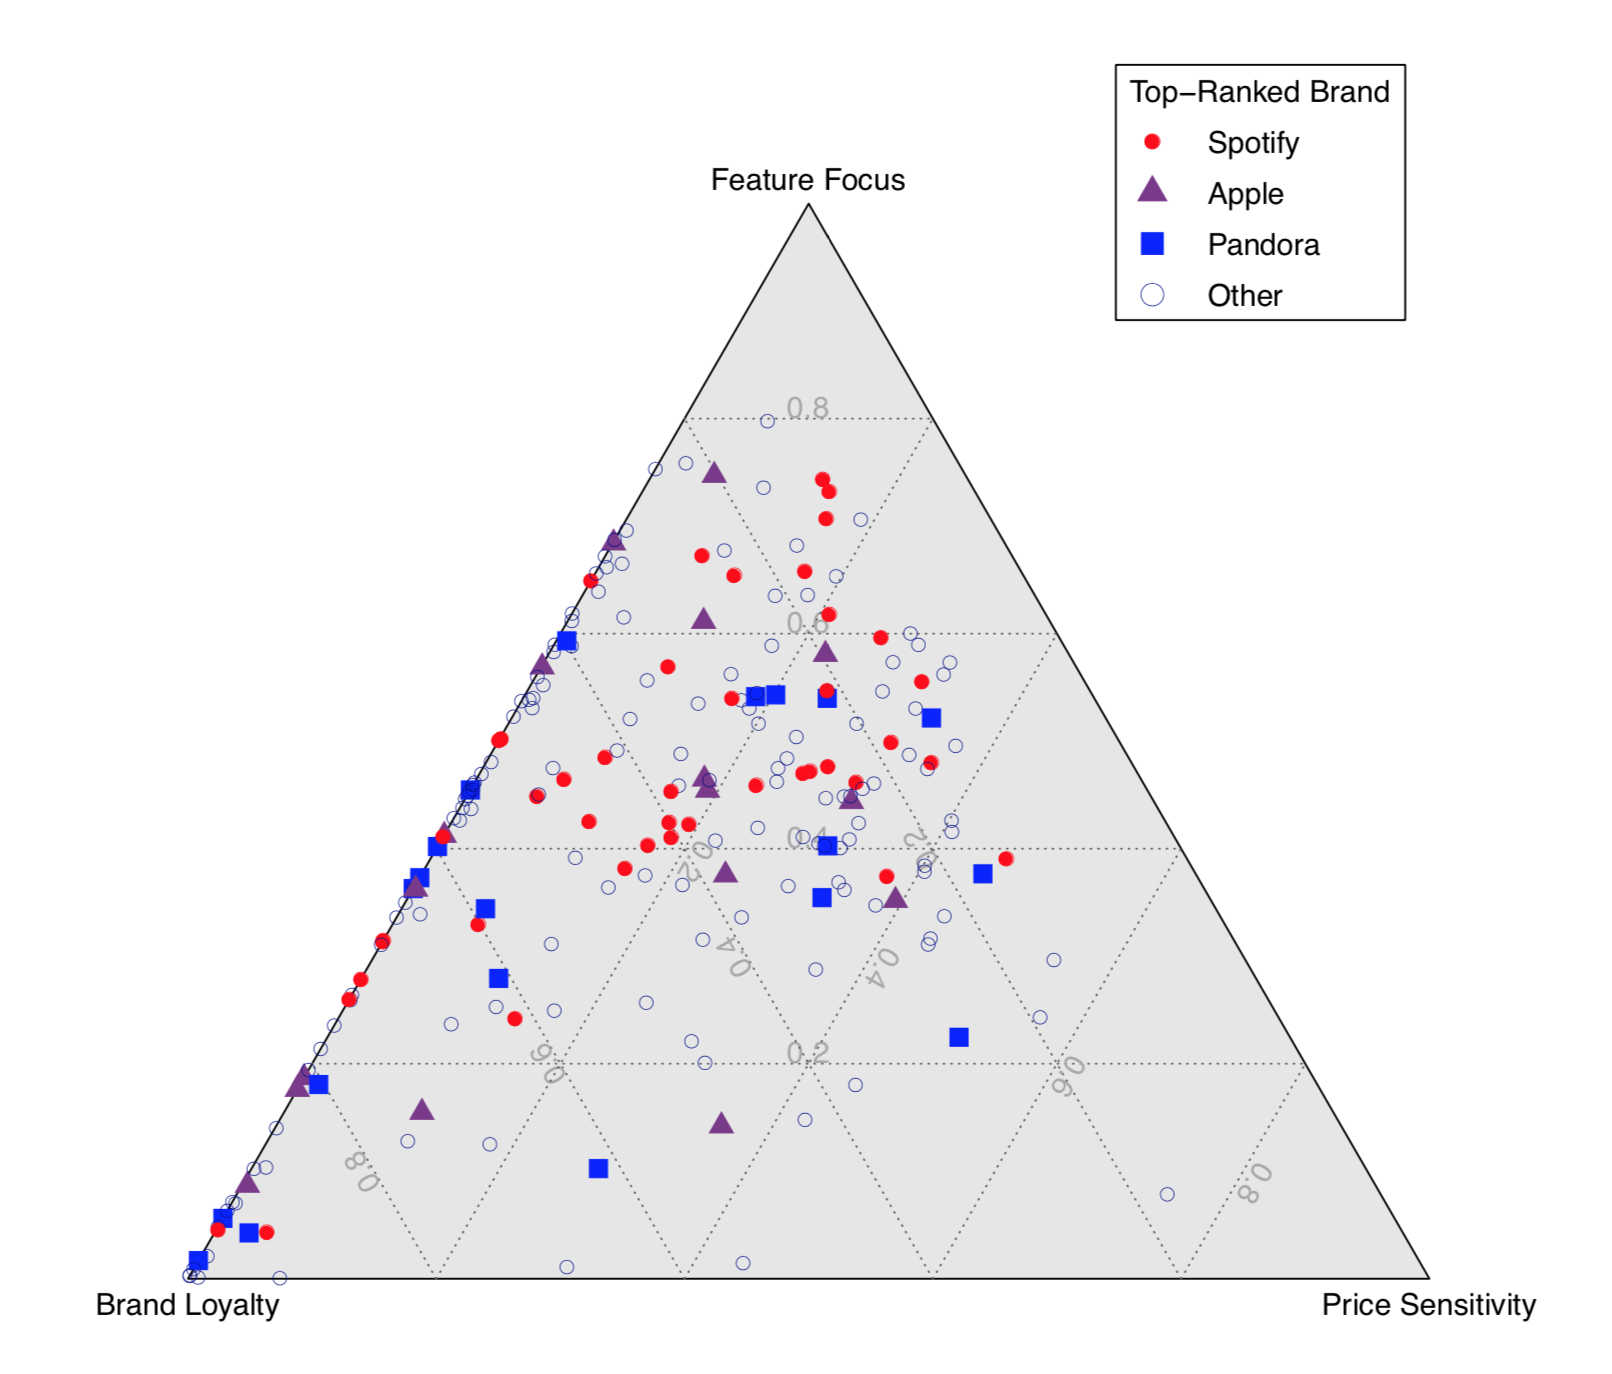 Top–Ranked Brand
Spotify
Apple
Pandora
Other
Feature Focus
0.8
0.6
0.4
0.2
0.2
0.2
0.4
0.4
0.6
0.6
0.8
0.8
Brand Loyalty
Price Sensitivity